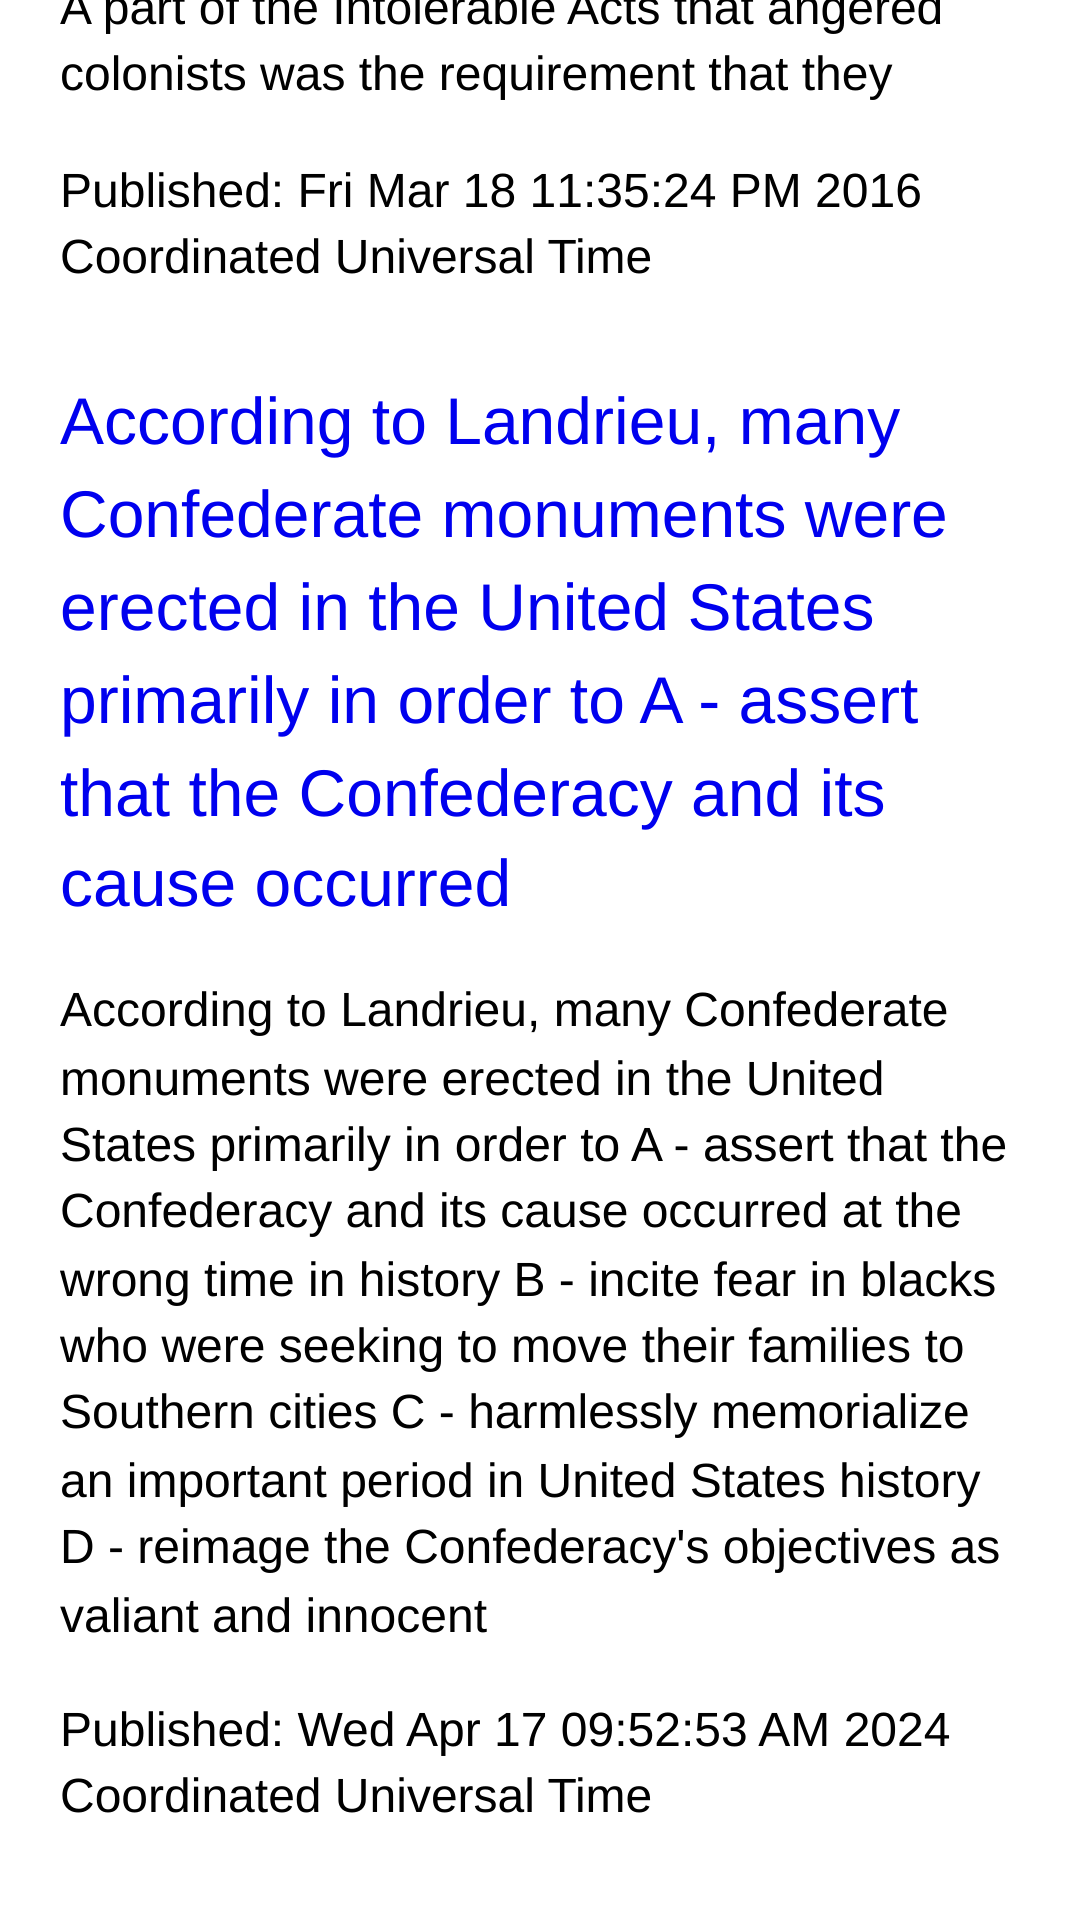 A part of the Intolerable Acts that angered
colonists was the requirement that they
Published: Fri Mar 18 11:35:24 PM 2016
Coordinated Universal Time
According to Landrieu, many
Confederate monuments were
erected in the United States
primarily in order to A - assert
that the Confederacy and its
cause occurred
According to Landrieu, many Confederate
monuments were erected in the United
States primarily in order to A - assert that the
Confederacy and its cause occurred at the
wrong time in history B - incite fear in blacks
who were seeking to move their families to
Southern cities C - harmlessly memorialize
an important period in United States history
D - reimage the Confederacy's objectives as
valiant and innocent
Published: Wed Apr 17 09:52:53 AM 2024
Coordinated Universal Time